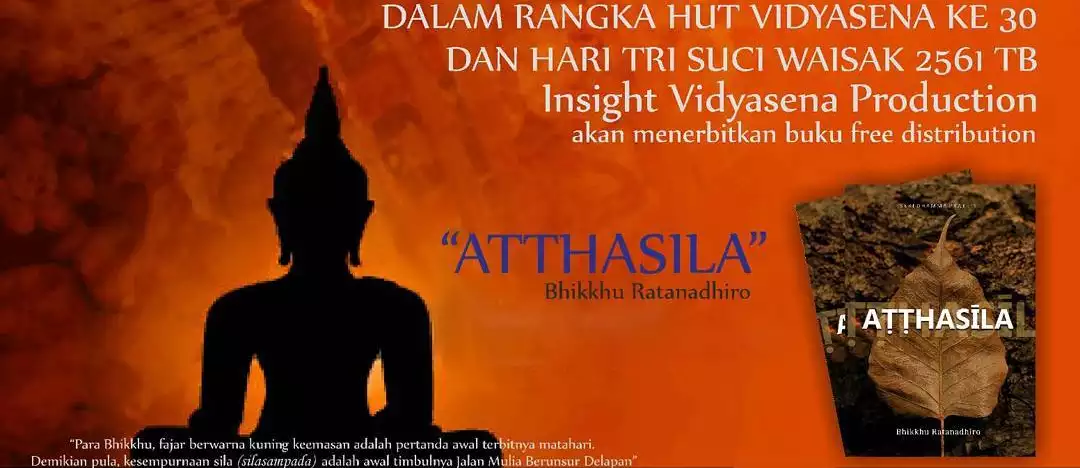 DALAM RANGKA HUT VIDYASENA KE 30
DAN HARI TRI SUCI WAISAK 2561 TB
Insight Vidyasena Production
akan menerbitkan buku free distribution
“ATTHASILA”
Bhikkhu Ratanadhiro
AṬṬHASĪLA
Bhikkhu Ratanadhiro
“Para Bhikkhu, fajar berwarna kuning keemasan adalah pertanda awal terbitnya matahari.
Demikian pula, kesempurnaan sila (silasampada) adalah awal timbulnya Jalan Mulia Berunsur Delapan”